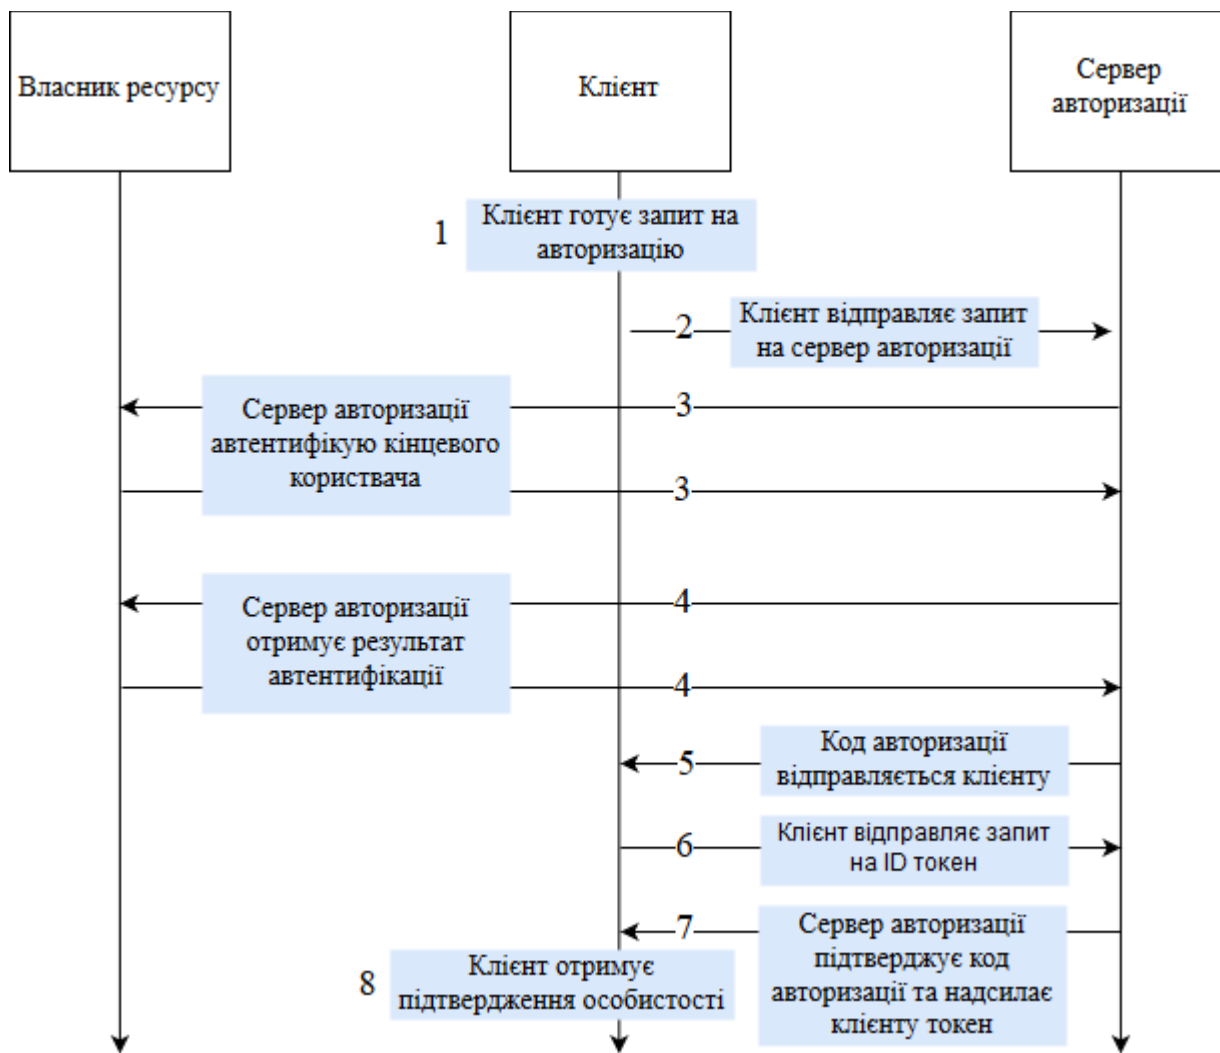 Власник ресурсу
Клієнт
Сервер
авторизації
1
Клієнт готує запит на
авторизацію
2
Клієнт відправляє запит
на сервер авторизації
Сервер авторизації
автентифікую кінцевого
користвача
3
3
Сервер авторизації
отримує результат
автентифікації
4
4
5
Код авторизації
відправляється клієнту
6
Клієнт відправляє запит
на ID токен
7
Сервер авторизації
підтверджує код
авторизації та надсилає
клієнту токен
8
Клієнт отримує
підтвердження особистості